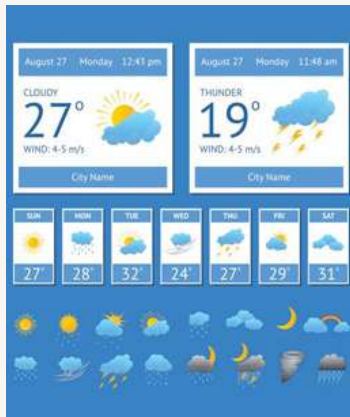 August 27 Monday 12:43 pm
CLOUDY
27°
WIND: 4-5 m/s
City Name
August 27 Monday 11:48 am
THUNDER
19°
WIND: 4-5 m/s
City Name
SUN MON TUE WED THU FRI SAT
27° 28° 32° 24° 27° 29° 31°